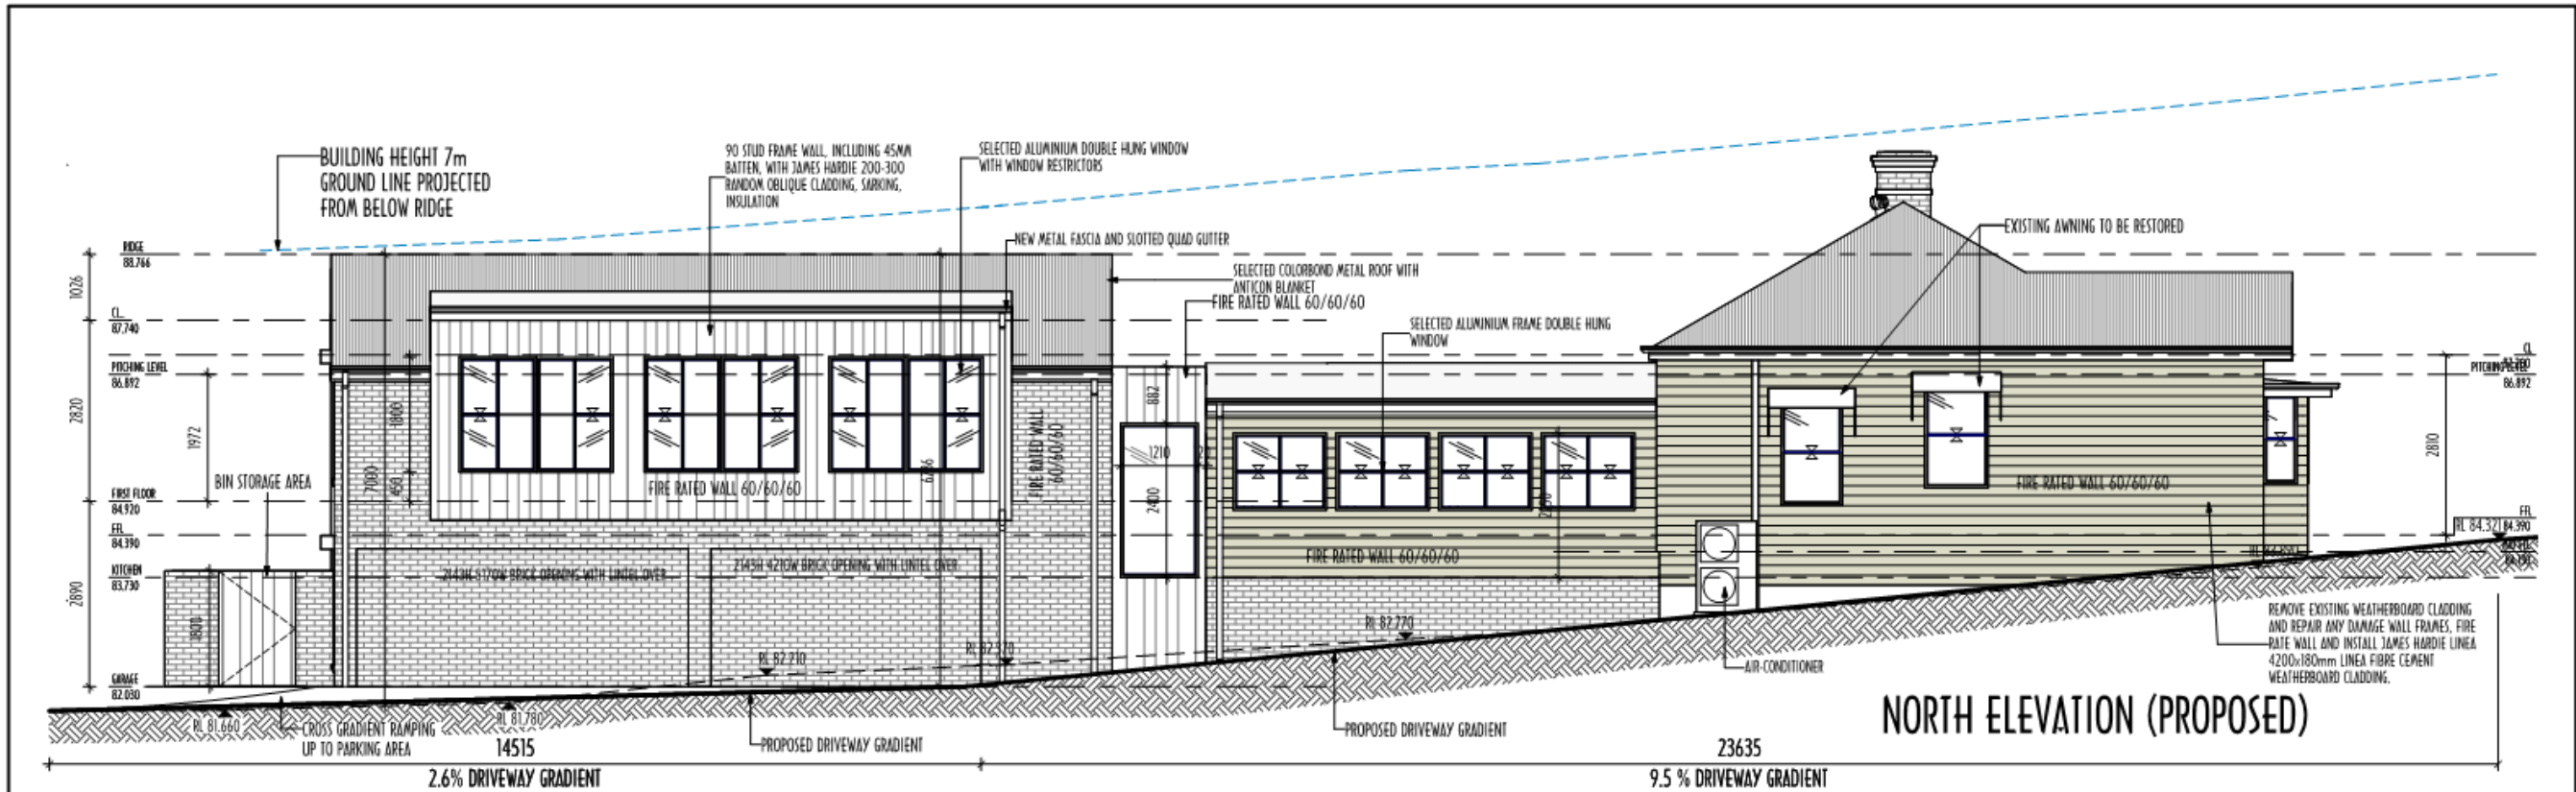 BUILDING HEIGHT 7m
GROUND LINE PROJECTED
FROM BELOW RIDGE
90 STUD FRAME WALL, INCLUDING 45MM
BATTEN, WITH JAMES HARDIE 200-300
RANDOM OBLIQUE CLADDING, SARKING,
INSULATION
SELECTED ALUMINIUM DOUBLE HUNG WINDOW
WITH WINDOW RESTRICTORS
NEW METAL FASCIA AND SLOTTED QUAD GUTTER
SELECTED COLORBOND METAL ROOF WITH
ANTICON BLANKET
FIRE RATED WALL 60/60/60
SELECTED ALUMINIUM FRAME DOUBLE HUNG
WINDOW
EXISTING AWNING TO BE RESTORED
RIDGE
88.766
1026
CL
87.740
PITCHING LEVEL
86.892
2820
1972
BIN STORAGE AREA
FIRST FLOOR
84.920
FFL
84.390
KITCHEN
83.730
2890
1800
GARAGE
82.030
7000
1800
450
FIRE RATED WALL 60/60/60
FIRE RATED WALL
60/60/60
2143H 5170W BRICK OPENING WITH LINTEL OVER
2143H 4210W BRICK OPENING WITH LINTEL OVER
882
1210
2400
FIRE RATED WALL 60/60/60
FIRE RATED WALL 60/60/60
CL
PITCHING LEVEL
86.892
2810
FFL
RL 84.321
84.390
RL 81.660
RL 81.780
RL 82.210
RL 82.770
CROSS GRADIENT RAMPING
UP TO PARKING AREA
PROPOSED DRIVEWAY GRADIENT
PROPOSED DRIVEWAY GRADIENT
AIR-CONDITIONER
REMOVE EXISTING WEATHERBOARD CLADDING
AND REPAIR ANY DAMAGE WALL FRAMES, FIRE
RATE WALL AND INSTALL JAMES HARDIE LINEA
4200x180mm LINEA FIBRE CEMENT
WEATHERBOARD CLADDING.
NORTH ELEVATION (PROPOSED)
14515
23635
2.6% DRIVEWAY GRADIENT
9.5 % DRIVEWAY GRADIENT